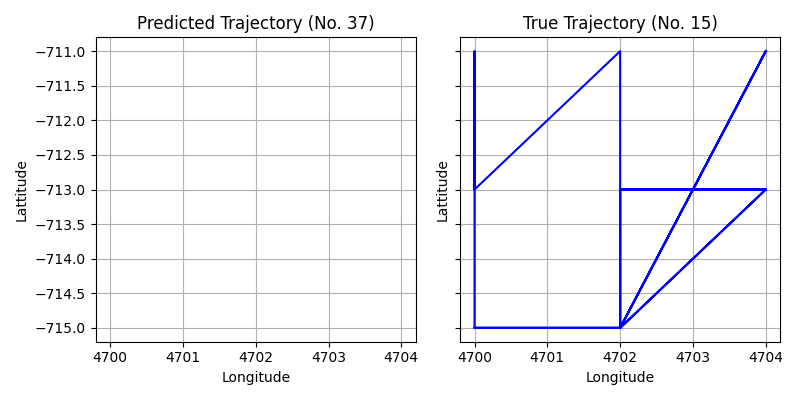 Predicted Trajectory (No. 37)
True Trajectory (No. 15)
−711.0
−711.5
−712.0
−712.5
−713.0
−713.5
−714.0
−714.5
−715.0
Lattitude
Lattitude
4700 4701 4702 4703 4704
4700 4701 4702 4703 4704
Longitude
Longitude